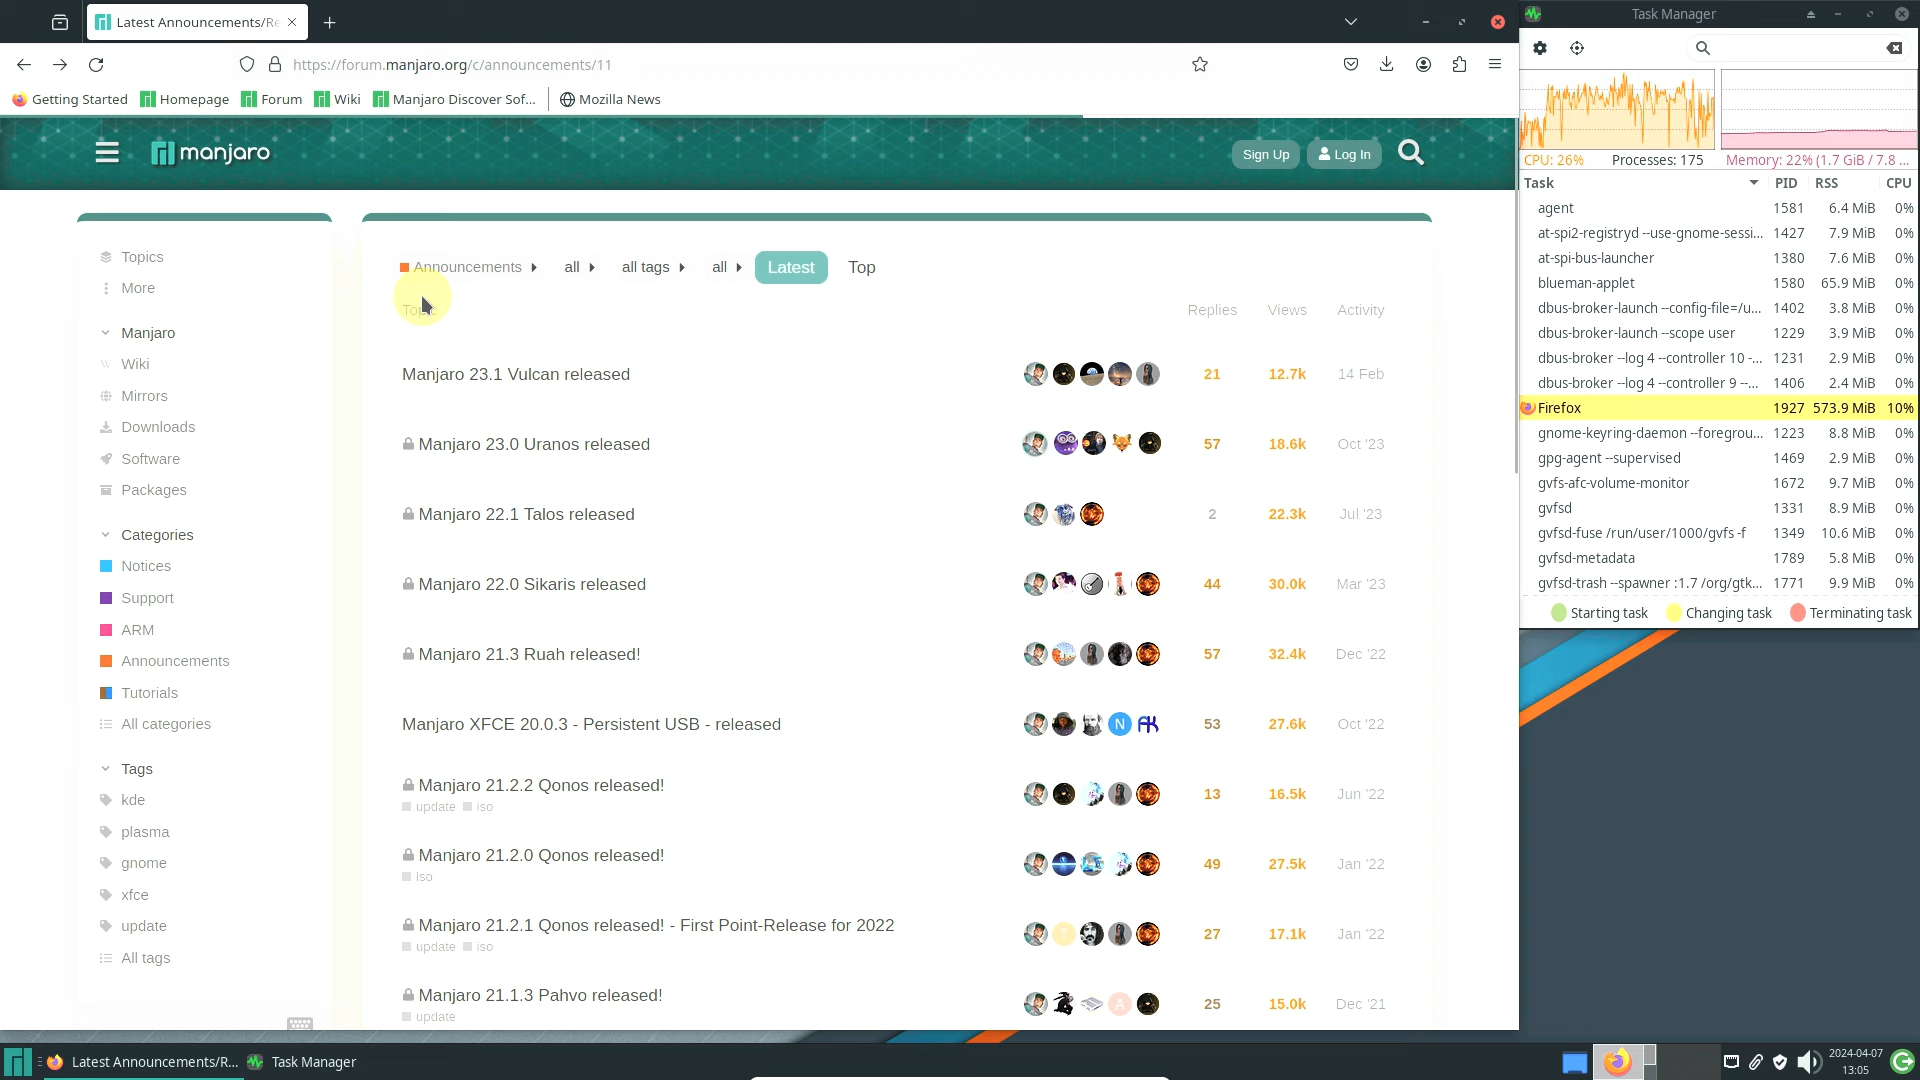 Latest Announcements/Re
https://forum.manjaro.org/c/announcements/11
Getting Started
Homepage
Forum
Wiki
Manjaro Discover Sof...
Mozilla News
manjaro
Sign Up
Log In
Topics
More
Manjaro
Wiki
Mirrors
Downloads
Software
Packages
Categories
Notices
Support
ARM
Announcements
Tutorials
All categories
Tags
kde
plasma
gnome
xfce
update
All tags
Announcements all all tags all Latest Top
Topic Replies Views Activity
Manjaro 23.1 Vulcan released 21 12.7k 14 Feb
Manjaro 23.0 Uranos released 57 18.6k Oct '23
Manjaro 22.1 Talos released 2 22.3k Jul '23
Manjaro 22.0 Sikaris released 44 30.0k Mar '23
Manjaro 21.3 Ruah released! 57 32.4k Dec '22
Manjaro XFCE 20.0.3 - Persistent USB - released N 53 27.6k Oct '22
Manjaro 21.2.2 Qonos released! 13 16.5k Jun '22
update iso
Manjaro 21.2.0 Qonos released! 49 27.5k Jan '22
iso
Manjaro 21.2.1 Qonos released! - First Point-Release for 2022 T 27 17.1k Jan '22
update iso
Manjaro 21.1.3 Pahvo released! A 25 15.0k Dec '21
update
Task Manager
CPU: 26% Processes: 175 Memory: 22% (1.7 GiB / 7.8 ...
Task PID RSS CPU
agent 1581 6.4 MiB 0%
at-spi2-registryd --use-gnome-sessi... 1427 7.9 MiB 0%
at-spi-bus-launcher 1380 7.6 MiB 0%
blueman-applet 1580 65.9 MiB 0%
dbus-broker-launch --config-file=/u... 1402 3.8 MiB 0%
dbus-broker-launch --scope user 1229 3.9 MiB 0%
dbus-broker --log 4 --controller 10 -... 1231 2.9 MiB 0%
dbus-broker --log 4 --controller 9 --... 1406 2.4 MiB 0%
Firefox 1927 573.9 MiB 10%
gnome-keyring-daemon --foregrou... 1223 8.8 MiB 0%
gpg-agent --supervised 1469 2.9 MiB 0%
gvfs-afc-volume-monitor 1672 9.7 MiB 0%
gvfsd 1331 8.9 MiB 0%
gvfsd-fuse /run/user/1000/gvfs -f 1349 10.6 MiB 0%
gvfsd-metadata 1789 5.8 MiB 0%
gvfsd-trash --spawner :1.7 /org/gtk... 1771 9.9 MiB 0%
Starting task Changing task Terminating task
Latest Announcements/R...
Task Manager
2024-04-07
13:05